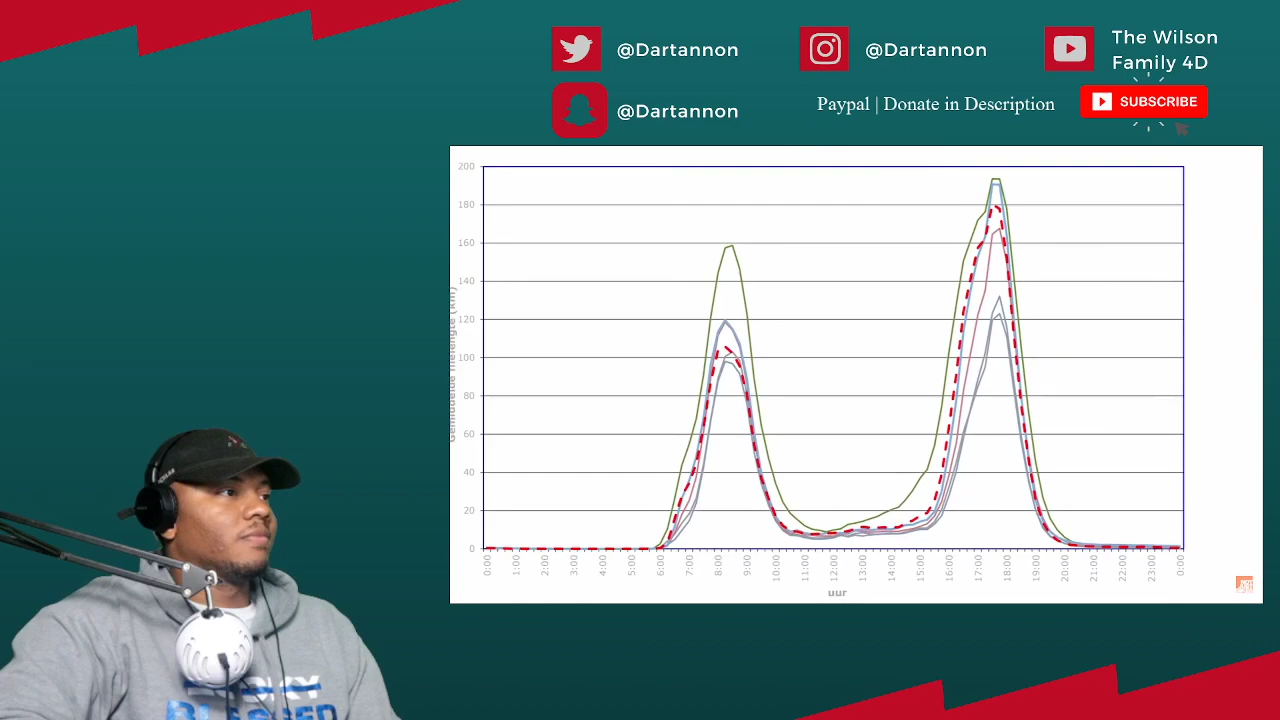 @Dartannon
@Dartannon
The Wilson
Family 4D
@Dartannon
Paypal | Donate in Description
SUBSCRIBE
200
180
160
140
120
100
80
60
40
20
0
0:00 1:00 2:00 3:00 4:00 5:00 6:00 7:00 8:00 9:00 10:00 11:00 12:00 13:00 14:00 15:00 16:00 17:00 18:00 19:00 20:00 21:00 22:00 23:00 0:00
uur
BLESSED